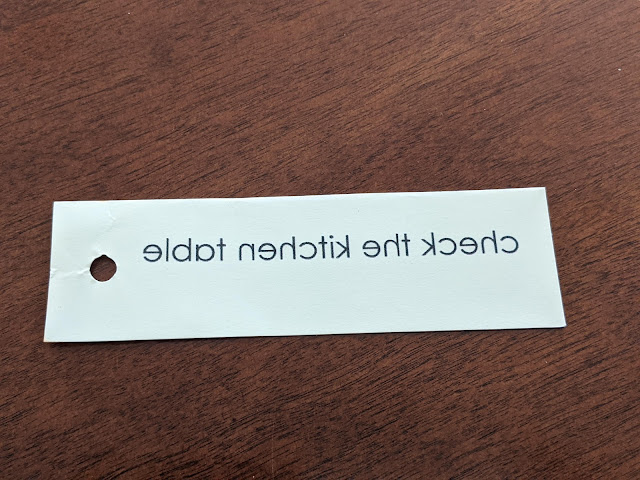 check the kitchen table